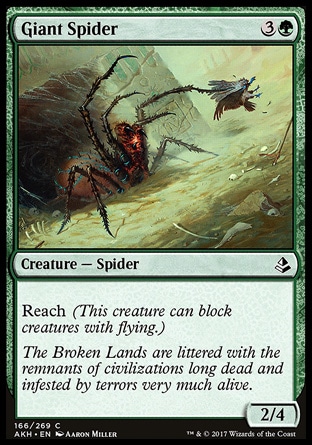 Giant Spider 3
Creature — Spider
Reach (This creature can block
creatures with flying.)
The Broken Lands are littered with the
remnants of civilizations long dead and
infested by terrors very much alive.
2/4
166/269 C
AKH • EN Aaron Miller
™ & © 2017 Wizards of the Coast